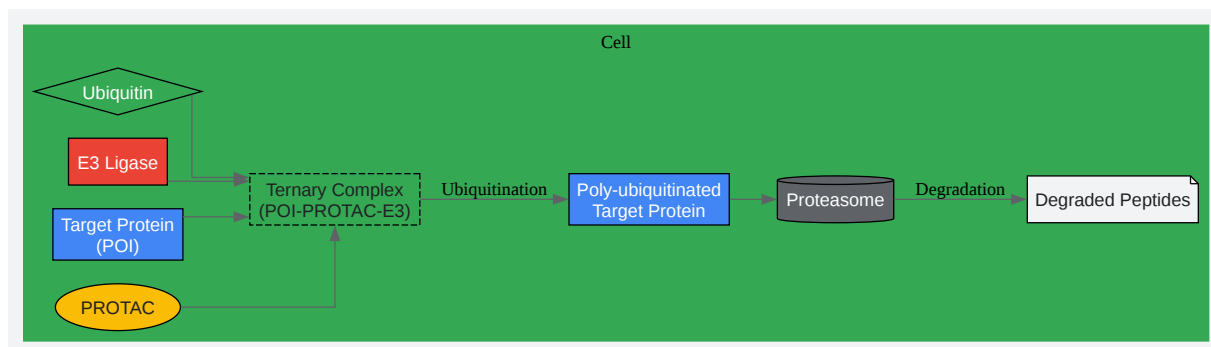 Cell
Ubiquitin
E3 Ligase
Target Protein
(POI)
PROTAC
Ternary Complex
(POI-PROTAC-E3)
Ubiquitination
Poly-ubiquitinated
Target Protein
Proteasome
Degradation
Degraded Peptides